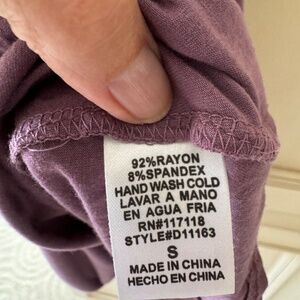 92%RAYON
8%SPANDEX
HAND WASH COLD
LAVAR A MANO
EN AGUA FRIA
RN#117118
STYLE#D11163
S
MADE IN CHINA
HECHO EN CHINA